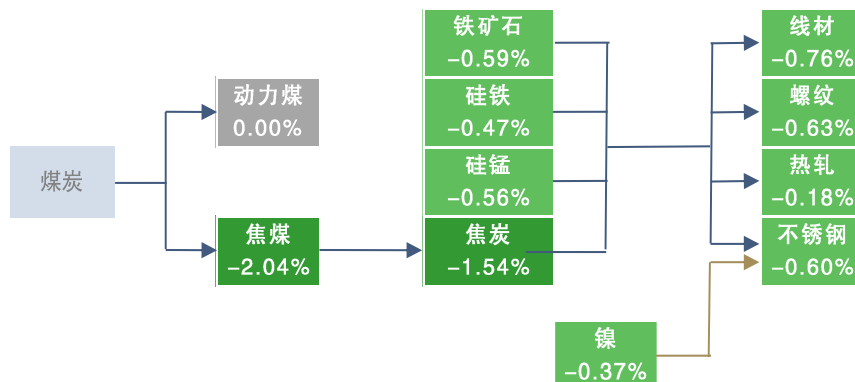 煤炭
动力煤
0.00%
焦煤
-2.04%
铁矿石
-0.59%
硅铁
-0.47%
硅锰
-0.56%
焦炭
-1.54%
镍
-0.37%
线材
-0.76%
螺纹
-0.63%
热轧
-0.18%
不锈钢
-0.60%